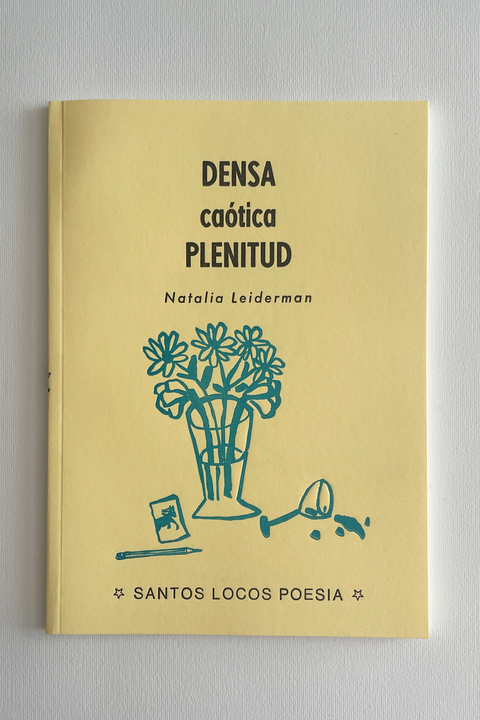 DENSA
caótica
PLENITUD
Natalia Leiderman
SANTOS LOCOS POESIA